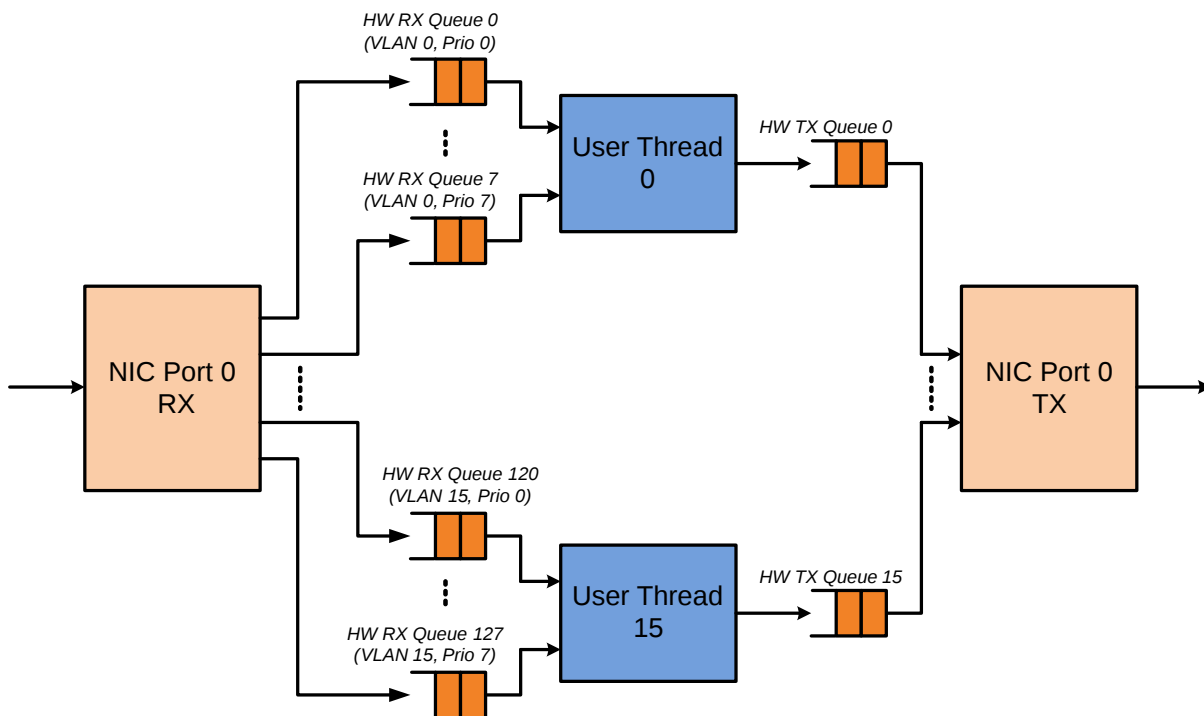 HW RX Queue 0
(VLAN 0, Prio 0)
HW RX Queue 7
(VLAN 0, Prio 7)
User Thread
0
HW TX Queue 0
NIC Port 0
RX
NIC Port 0
TX
HW RX Queue 120
(VLAN 15, Prio 0)
HW RX Queue 127
(VLAN 15, Prio 7)
User Thread
15
HW TX Queue 15